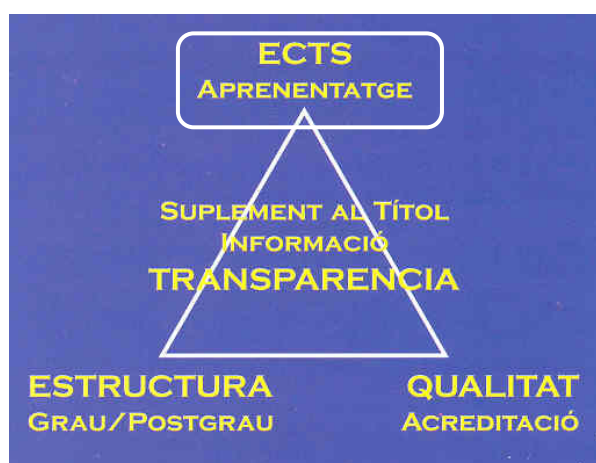 ECTS
APRENENTATGE
SUPLEMENT AL TÍTOL
INFORMACIÓ
TRANSPARENCIA
ESTRUCTURA
GRAU/POSTGRAU
QUALITAT
ACREDITACIÓ